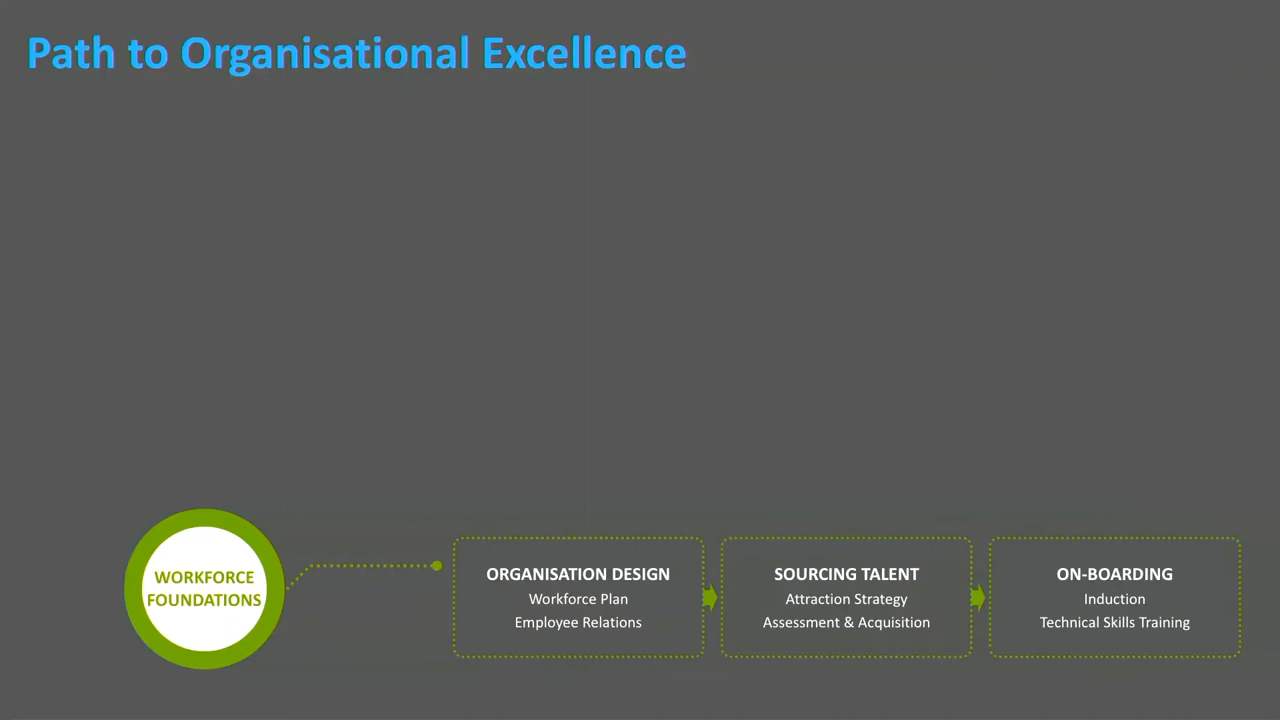 Path to Organisational Excellence
WORKFORCE
FOUNDATIONS
ORGANISATION DESIGN
Workforce Plan
Employee Relations
SOURCING TALENT
Attraction Strategy
Assessment & Acquisition
ON-BOARDING
Induction
Technical Skills Training